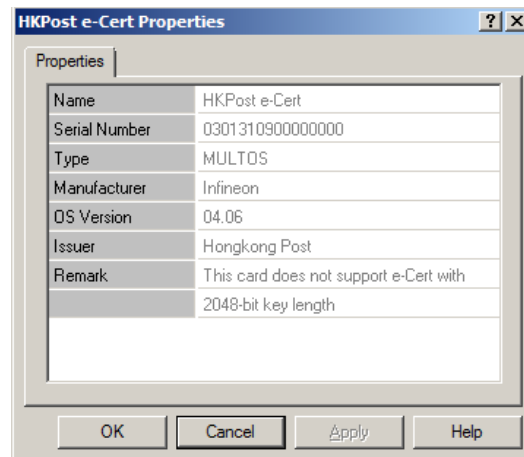 HKPost e-Cert Properties
Properties
Name HKPost e-Cert
Serial Number 0301310900000000
Type MULTOS
Manufacturer Infineon
OS Version 04.06
Issuer Hongkong Post
Remark This card does not support e-Cert with
2048-bit key length
OK Cancel Apply Help